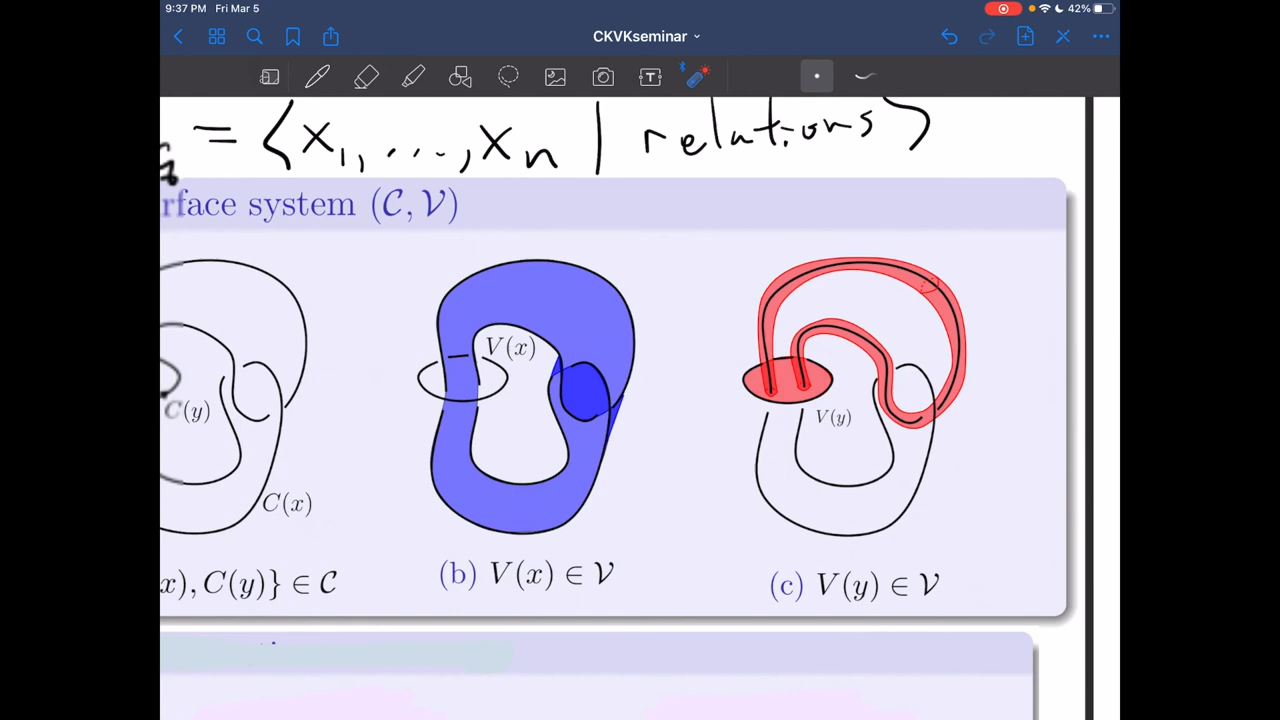 9:37 PM Fri Mar 5
42%
CKVKseminar
= ⟨x₁, ..., xₙ | relations⟩
rface system (𝒞, 𝒱)
V(x)
C(y)
V(y)
C(x)
x), C(y)} ∈ 𝒞
(b) V(x) ∈ 𝒱
(c) V(y) ∈ 𝒱